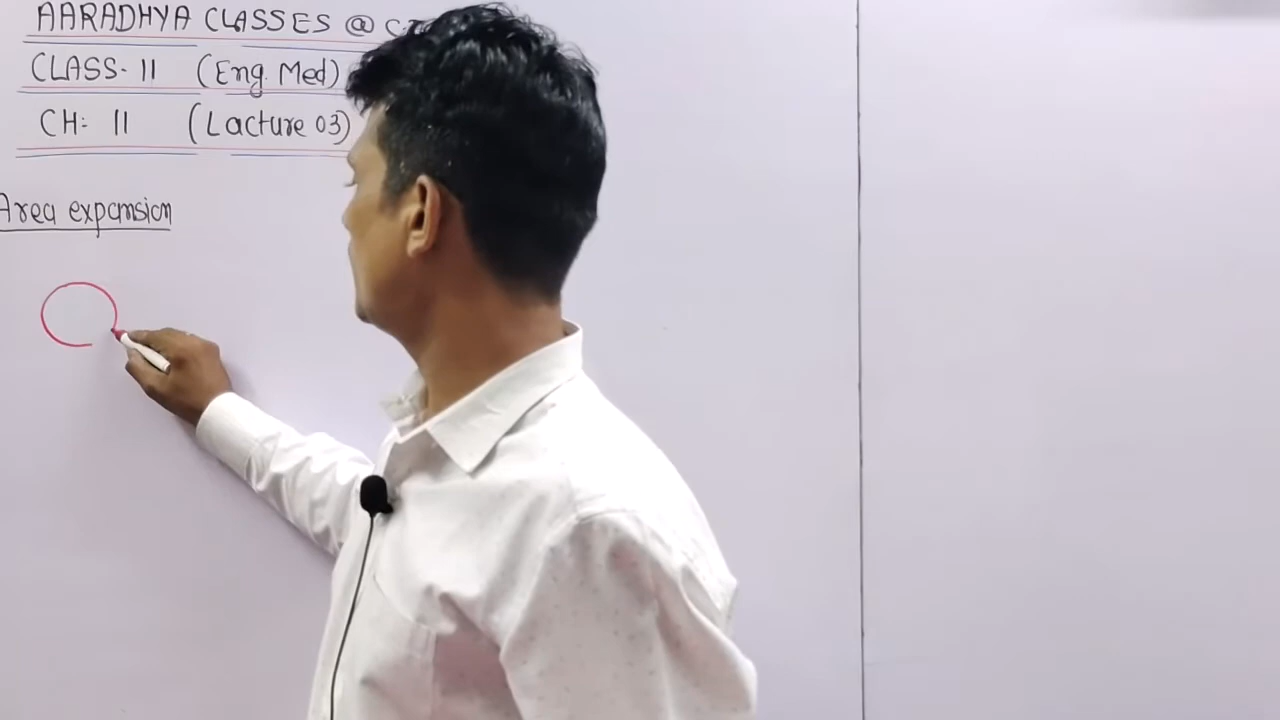 AARADHYA CLASSES @
CLASS- 11 (Eng. Med)
CH: 11 (Lacture 03)
Area expansion